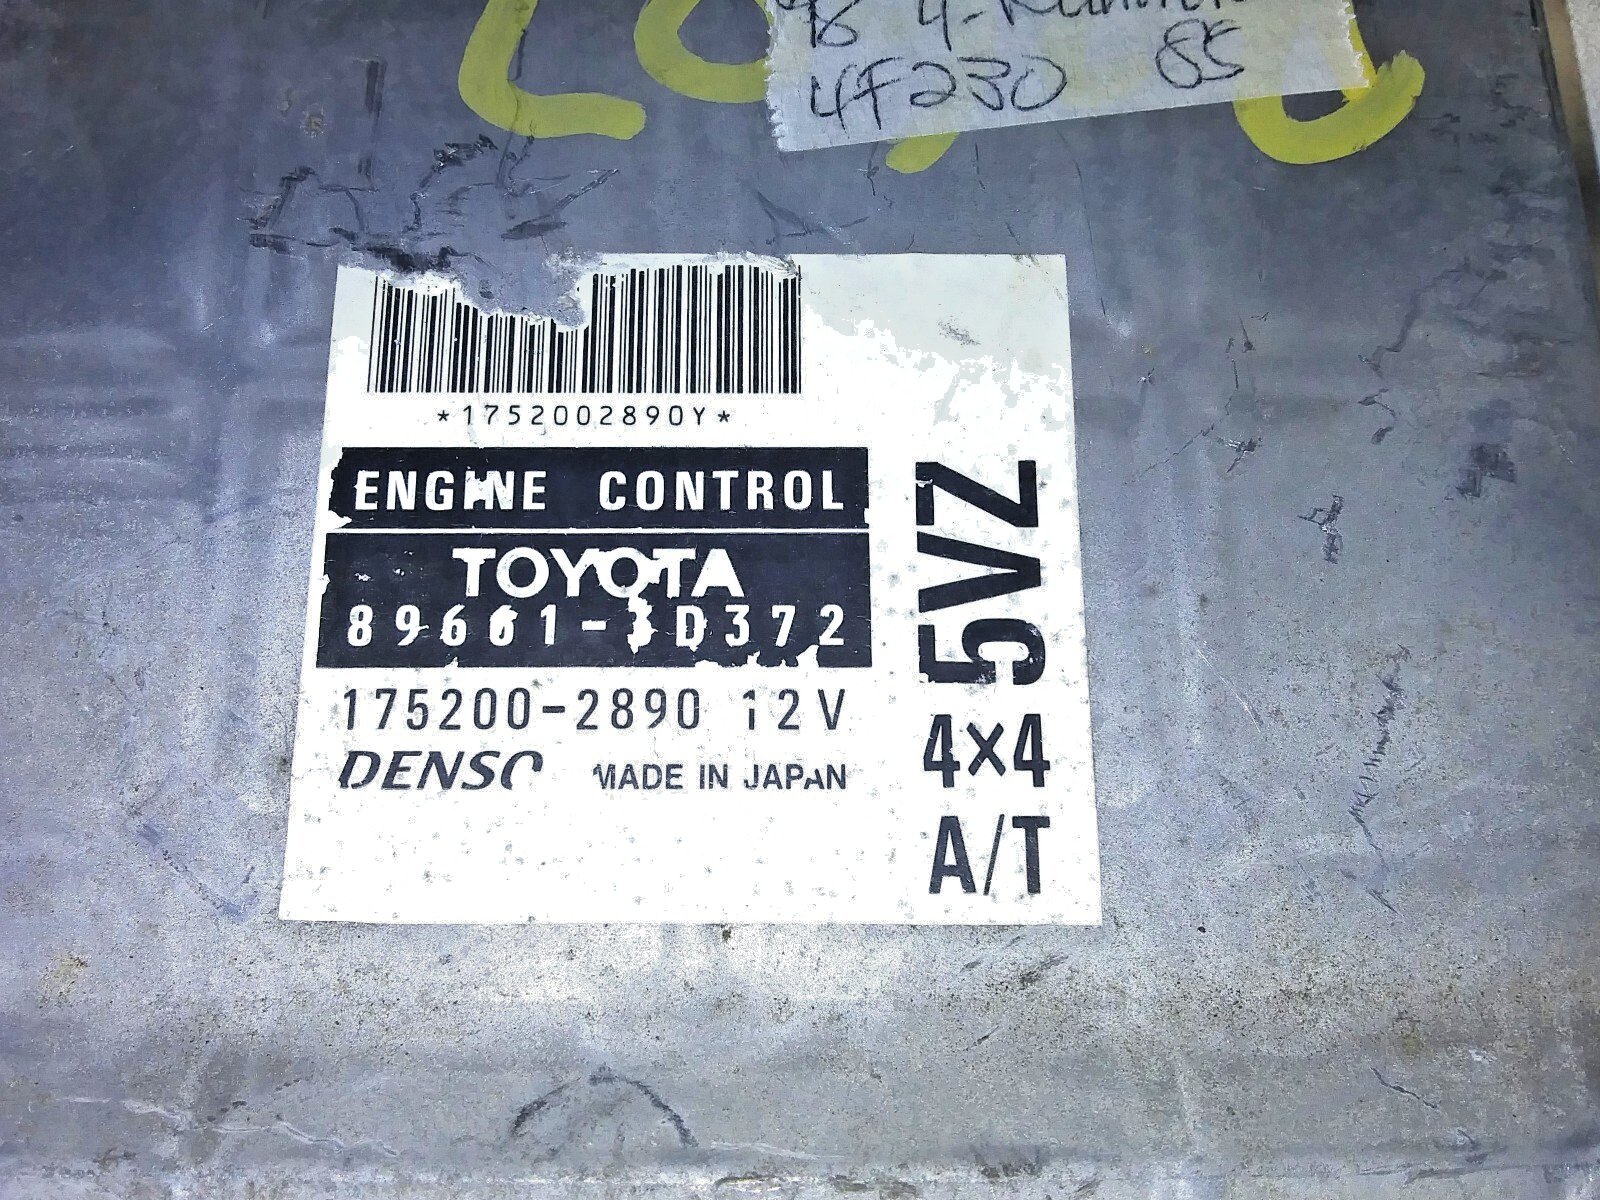 4F230 85
*1752002890Y*
ENGINE CONTROL
TOYOTA
175200-2890 12V
DENSO MADE IN JAPAN
5VZ
4×4
A/T